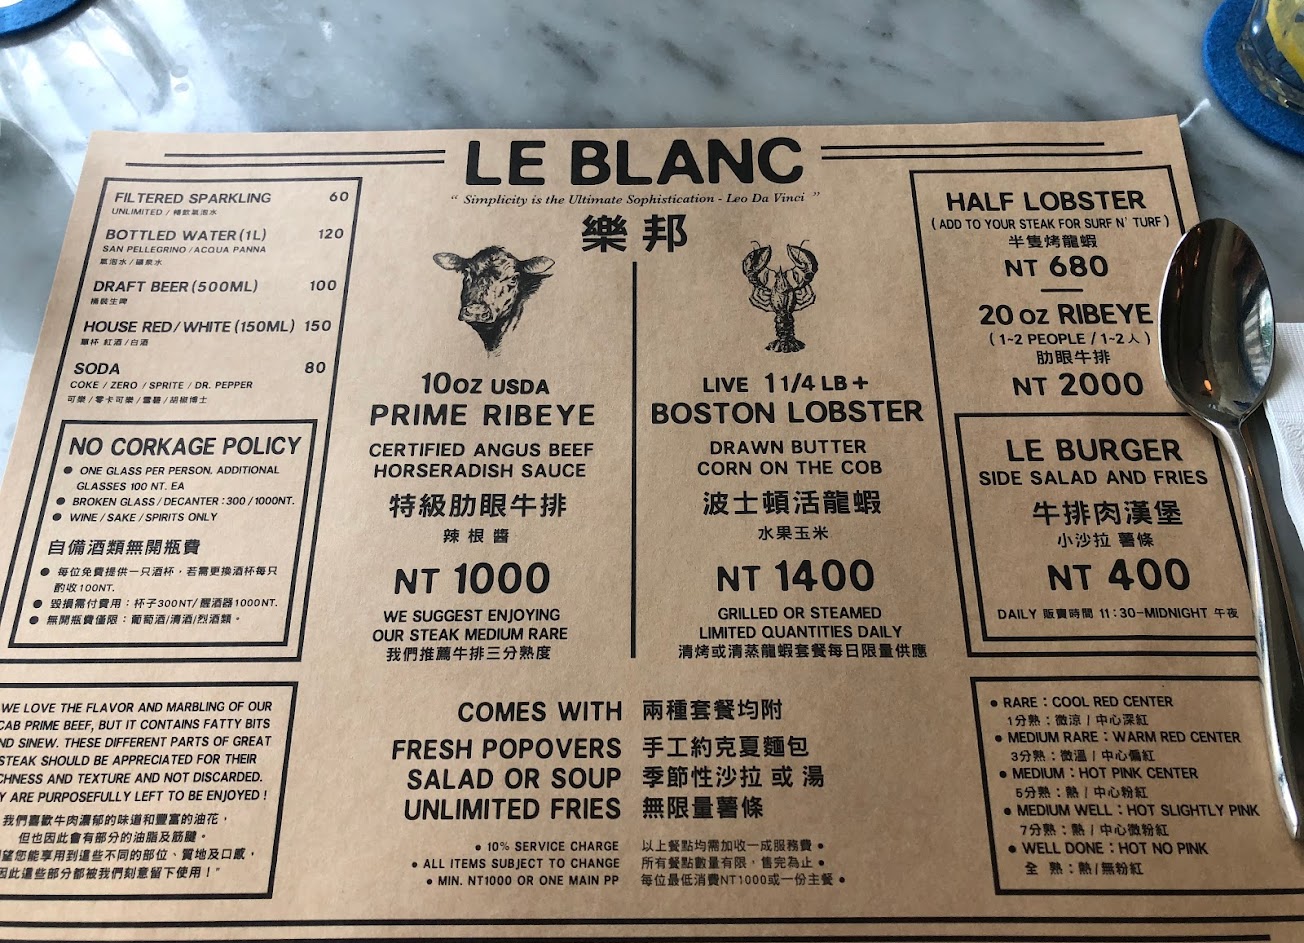 LE BLANC
“ Simplicity is the Ultimate Sophistication - Leo Da Vinci ”
樂邦
FILTERED SPARKLING 60
UNLIMITED / 暢飲氣泡水
BOTTLED WATER (1L) 120
SAN PELLEGRINO / ACQUA PANNA
氣泡水 / 礦泉水
DRAFT BEER (500ML) 100
桶裝生啤
HOUSE RED / WHITE (150ML) 150
單杯 紅酒 / 白酒
SODA 80
COKE / ZERO / SPRITE / DR. PEPPER
可樂 / 零卡可樂 / 雪碧 / 胡椒博士
NO CORKAGE POLICY
● ONE GLASS PER PERSON. ADDITIONAL
GLASSES 100 NT. EA
● BROKEN GLASS / DECANTER : 300 / 1000NT.
● WINE / SAKE / SPIRITS ONLY
自備酒類無開瓶費
● 每位免費提供一只酒杯，若需更換酒杯每只
酌收100NT.
● 毀損需付費用：杯子300NT/ 醒酒器1000NT.
● 無開瓶費僅限：葡萄酒/清酒/烈酒類。
WE LOVE THE FLAVOR AND MARBLING OF OUR
CAB PRIME BEEF, BUT IT CONTAINS FATTY BITS
ND SINEW. THESE DIFFERENT PARTS OF GREAT
STEAK SHOULD BE APPRECIATED FOR THEIR
CHNESS AND TEXTURE AND NOT DISCARDED.
Y ARE PURPOSEFULLY LEFT TO BE ENJOYED !
我們喜歡牛肉濃郁的味道和豐富的油花，
但也因此會有部分的油脂及筋腱。
望您能享用到這些不同的部位、質地及口感，
因此這些部分都被我們刻意留下使用！”
10OZ USDA
PRIME RIBEYE
CERTIFIED ANGUS BEEF
HORSERADISH SAUCE
特級肋眼牛排
辣根醬
NT 1000
WE SUGGEST ENJOYING
OUR STEAK MEDIUM RARE
我們推薦牛排三分熟度
LIVE 1 1/4 LB +
BOSTON LOBSTER
DRAWN BUTTER
CORN ON THE COB
波士頓活龍蝦
水果玉米
NT 1400
GRILLED OR STEAMED
LIMITED QUANTITIES DAILY
清烤或清蒸龍蝦套餐每日限量供應
COMES WITH 兩種套餐均附
FRESH POPOVERS 手工約克夏麵包
SALAD OR SOUP 季節性沙拉 或 湯
UNLIMITED FRIES 無限量薯條
● 10% SERVICE CHARGE 以上餐點均需加收一成服務費 ●
● ALL ITEMS SUBJECT TO CHANGE 所有餐點數量有限，售完為止 ●
● MIN. NT1000 OR ONE MAIN PP 每位最低消費NT1000或一份主餐 ●
HALF LOBSTER
( ADD TO YOUR STEAK FOR SURF N' TURF )
半隻烤龍蝦
NT 680
20 OZ RIBEYE
( 1~2 PEOPLE / 1~2 人 )
肋眼牛排
NT 2000
LE BURGER
SIDE SALAD AND FRIES
牛排肉漢堡
小沙拉 薯條
NT 400
DAILY 販賣時間 11 : 30-MIDNIGHT 午夜
● RARE : COOL RED CENTER
1分熟：微涼 / 中心深紅
● MEDIUM RARE : WARM RED CENTER
3分熟：微溫 / 中心偏紅
● MEDIUM : HOT PINK CENTER
5分熟：熱 / 中心粉紅
● MEDIUM WELL : HOT SLIGHTLY PINK
7分熟：熱 / 中心微粉紅
● WELL DONE : HOT NO PINK
全 熟：熱/ 無粉紅